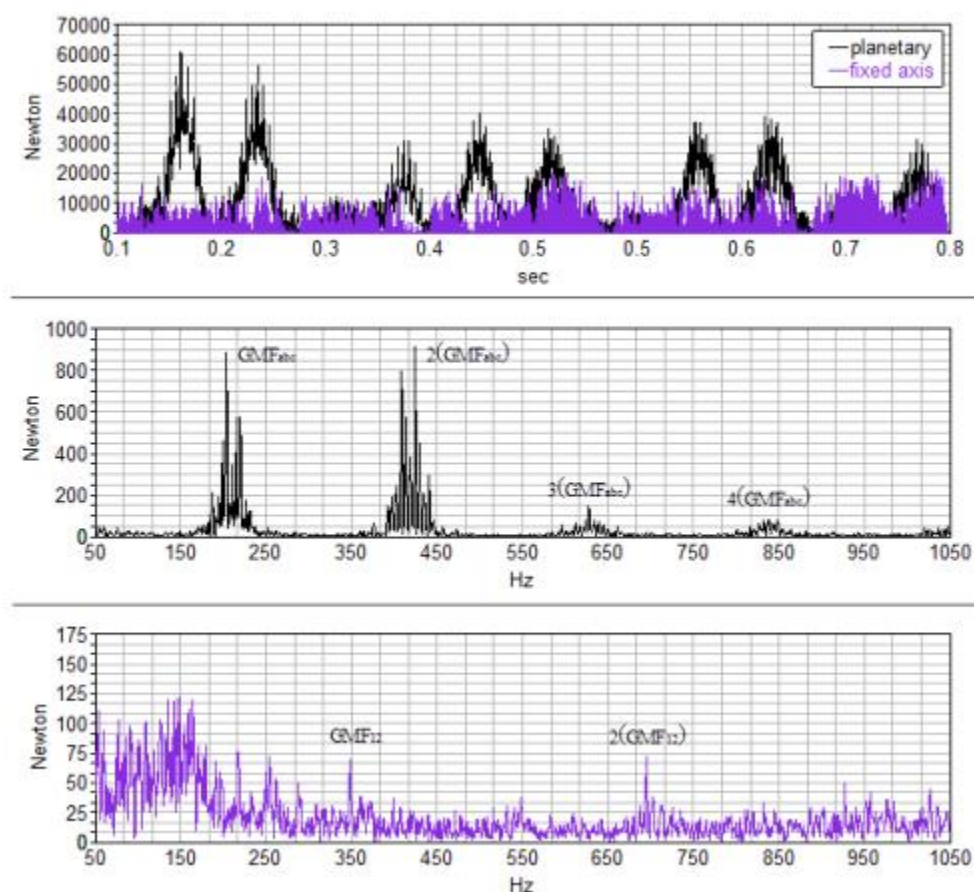 70000
60000
50000
40000
30000
20000
10000
0
Newton
planetary
fixed axis
0.1 0.2 0.3 0.4 0.5 0.5 0.6 0.7 0.8
sec
1000
800
600
400
200
0
Newton
GMFabc
2(GMFabc)
3(GMFabc)
4(GMFabc)
50 150 250 350 450 550 650 750 850 950 1050
Hz
175
150
125
100
75
50
25
0
Newton
GMF12
2(GMF12)
50 150 250 350 450 550 650 750 850 950 1050
Hz